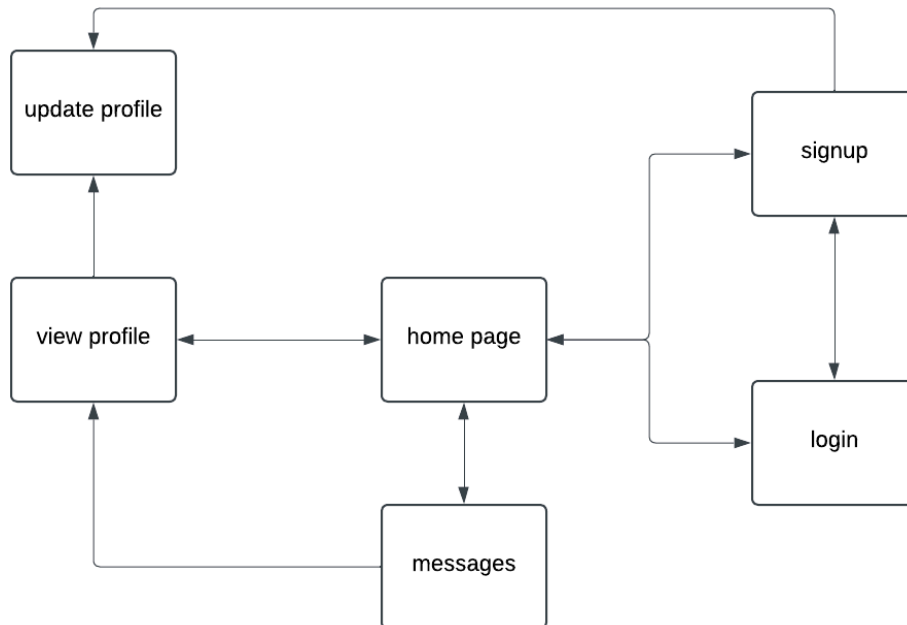 update profile
signup
view profile
home page
login
messages